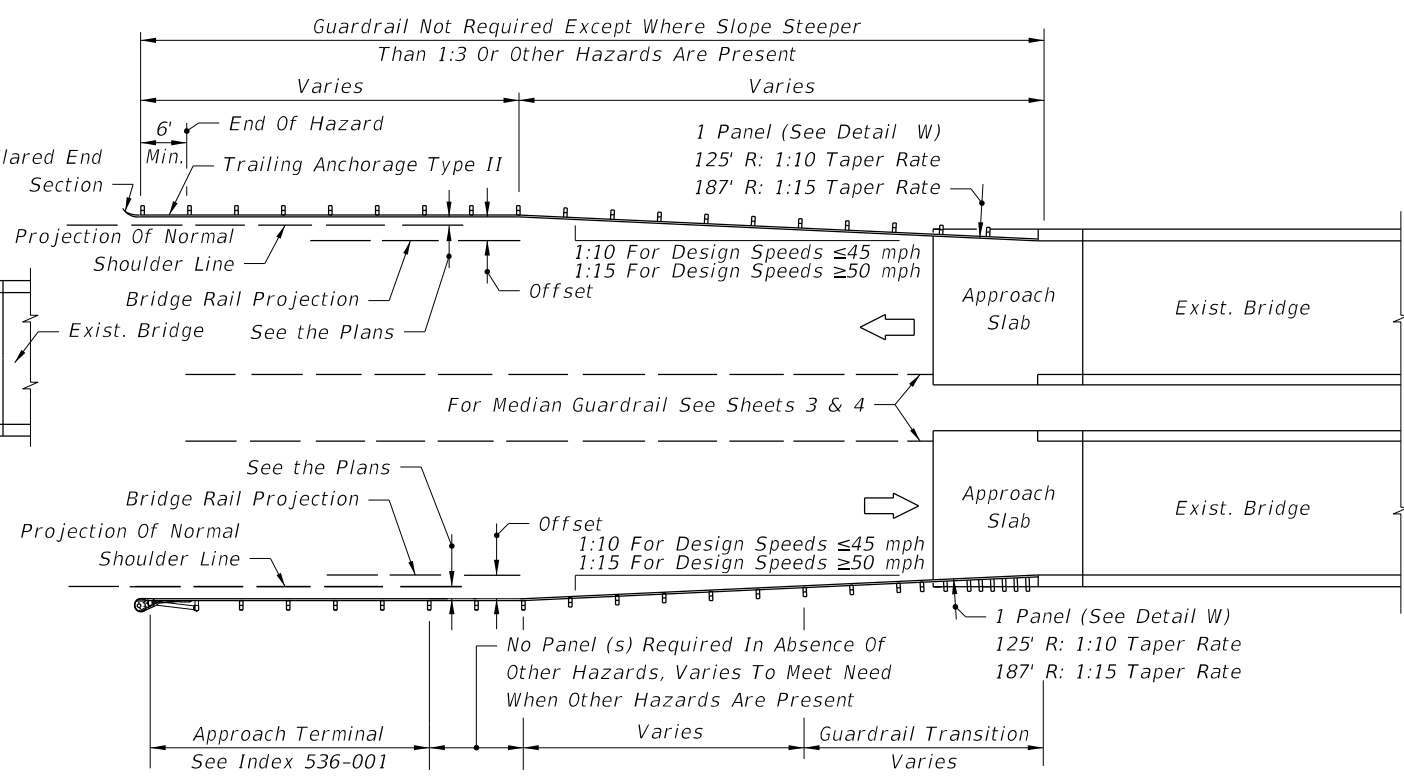 Guardrail Not Required Except Where Slope Steeper
Than 1:3 Or Other Hazards Are Present
Varies
Varies
6'
Min.
End Of Hazard
lared End
Section
Trailing Anchorage Type II
1 Panel (See Detail W)
125' R: 1:10 Taper Rate
187' R: 1:15 Taper Rate
Projection Of Normal
Shoulder Line
Bridge Rail Projection
See the Plans
Offset
1:10 For Design Speeds ≤45 mph
1:15 For Design Speeds ≥50 mph
Exist. Bridge
Approach
Slab
Exist. Bridge
For Median Guardrail See Sheets 3 & 4
See the Plans
Bridge Rail Projection
Projection Of Normal
Shoulder Line
Offset
1:10 For Design Speeds ≤45 mph
1:15 For Design Speeds ≥50 mph
Approach
Slab
Exist. Bridge
1 Panel (See Detail W)
125' R: 1:10 Taper Rate
187' R: 1:15 Taper Rate
No Panel (s) Required In Absence Of
Other Hazards, Varies To Meet Need
When Other Hazards Are Present
Approach Terminal
See Index 536-001
Varies
Guardrail Transition
Varies